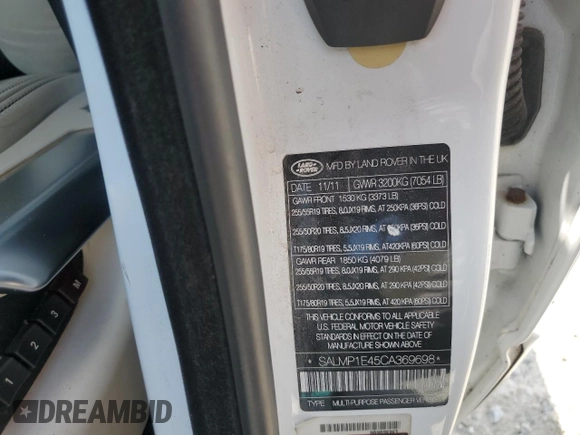 LAND ROVER
MFD BY LAND ROVER IN THE UK
DATE 11/11 GVWR 3200KG (7054 LB)
GAWR FRONT 1530 KG (3373 LB)
255/55R19 TIRES, 8.0JX19 RIMS, AT 250KPA (36PSI) COLD
255/50R20 TIRES, 8.5JX20 RIMS, AT KPA (36PSI) COLD
T175/80R19 TIRES, 5.5JX19 RIMS, AT 420KPA (60PSI) COLD
GAWR REAR 1850 KG (4079 LB)
255/55R19 TIRES, 8.0JX19 RIMS, AT 290 KPA (42PSI) COLD
255/50R20 TIRES, 8.5JX20 RIMS, AT 290 KPA (42PSI) COLD
T175/80R19 TIRES, 5.5JX19 RIMS, AT 420 KPA (60PSI) COLD
THIS VEHICLE CONFORMS TO ALL APPLICABLE
U.S. FEDERAL MOTOR VEHICLE SAFETY
STANDARDS IN EFFECT ON THE DATE OF
MANUFACTURE SHOWN ABOVE
* SALMP1E45CA369698 *
TYPE MULTI-PURPOSE PASSENGER
M
3
2
1
DREAMBID